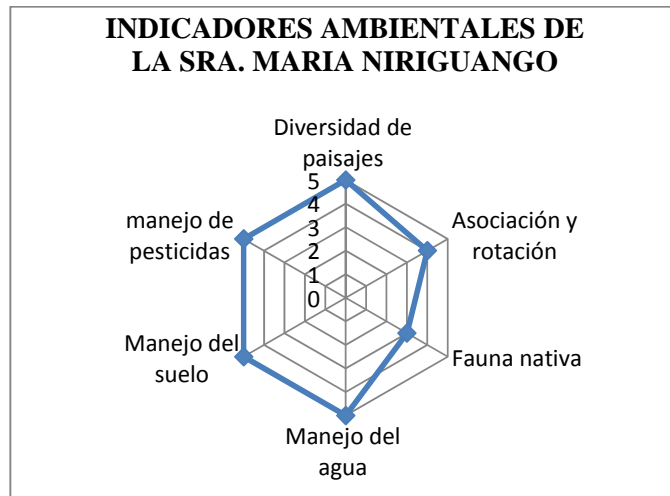 INDICADORES AMBIENTALES DE
LA SRA. MARIA NIRIGUANGO
Diversidad de
paisajes
5
4
3
2
1
0
Asociación y
rotación
Fauna nativa
Manejo del
agua
Manejo del
suelo
manejo de
pesticidas